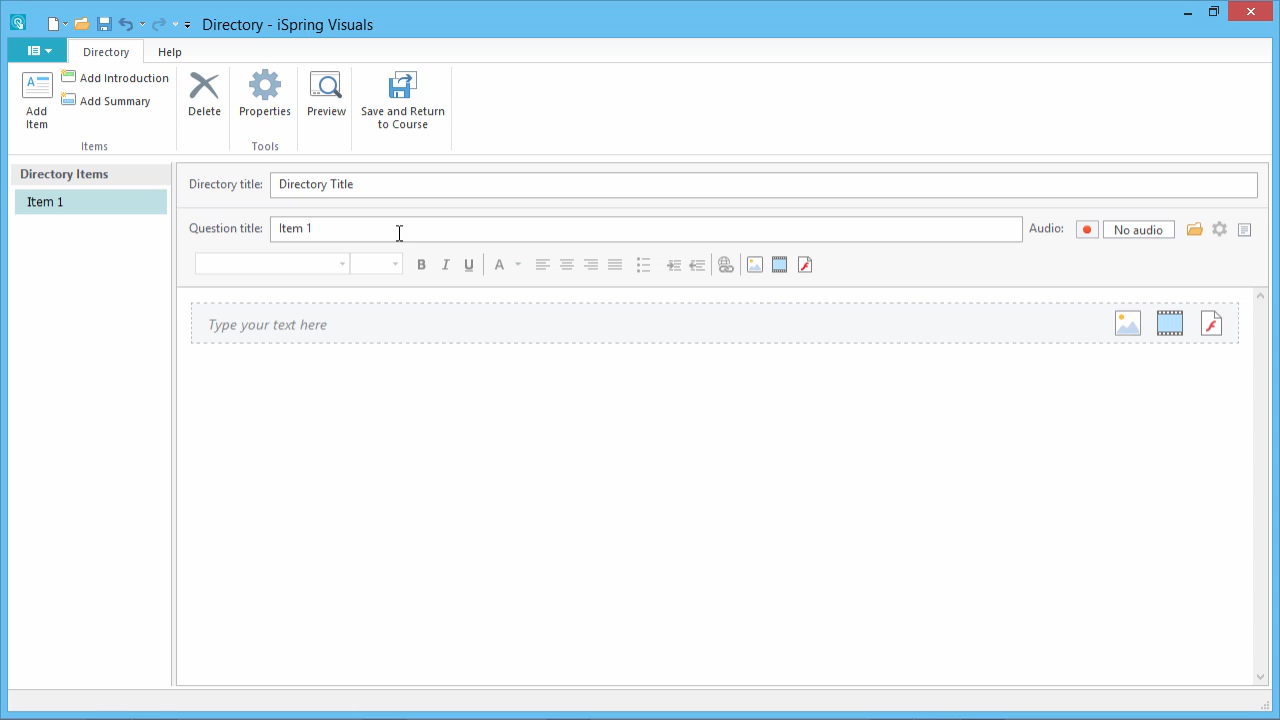 Directory - iSpring Visuals
Directory
Help
Add Item
Add Introduction
Add Summary
Items
Delete
Properties
Tools
Preview
Save and Return
to Course
Directory Items
Item 1
Directory title:
Directory Title
Question title:
Item 1
Audio:
No audio
B I U A
Type your text here